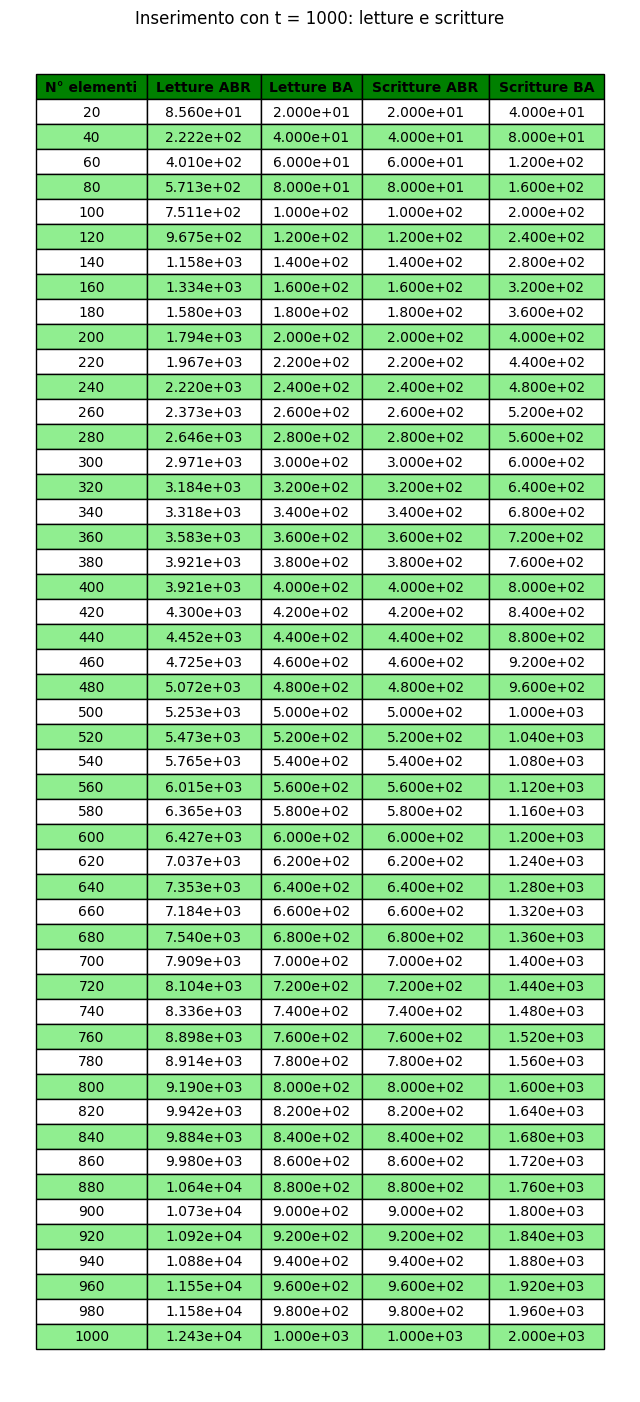 Inserimento con t = 1000: letture e scritture
N° elementi Letture ABR Letture BA Scritture ABR Scritture BA
20 8.560e+01 2.000e+01 2.000e+01 4.000e+01
40 2.222e+02 4.000e+01 4.000e+01 8.000e+01
60 4.010e+02 6.000e+01 6.000e+01 1.200e+02
80 5.713e+02 8.000e+01 8.000e+01 1.600e+02
100 7.511e+02 1.000e+02 1.000e+02 2.000e+02
120 9.675e+02 1.200e+02 1.200e+02 2.400e+02
140 1.158e+03 1.400e+02 1.400e+02 2.800e+02
160 1.334e+03 1.600e+02 1.600e+02 3.200e+02
180 1.580e+03 1.800e+02 1.800e+02 3.600e+02
200 1.794e+03 2.000e+02 2.000e+02 4.000e+02
220 1.967e+03 2.200e+02 2.200e+02 4.400e+02
240 2.220e+03 2.400e+02 2.400e+02 4.800e+02
260 2.373e+03 2.600e+02 2.600e+02 5.200e+02
280 2.646e+03 2.800e+02 2.800e+02 5.600e+02
300 2.971e+03 3.000e+02 3.000e+02 6.000e+02
320 3.184e+03 3.200e+02 3.200e+02 6.400e+02
340 3.318e+03 3.400e+02 3.400e+02 6.800e+02
360 3.583e+03 3.600e+02 3.600e+02 7.200e+02
380 3.921e+03 3.800e+02 3.800e+02 7.600e+02
400 3.921e+03 4.000e+02 4.000e+02 8.000e+02
420 4.300e+03 4.200e+02 4.200e+02 8.400e+02
440 4.452e+03 4.400e+02 4.400e+02 8.800e+02
460 4.725e+03 4.600e+02 4.600e+02 9.200e+02
480 5.072e+03 4.800e+02 4.800e+02 9.600e+02
500 5.253e+03 5.000e+02 5.000e+02 1.000e+03
520 5.473e+03 5.200e+02 5.200e+02 1.040e+03
540 5.765e+03 5.400e+02 5.400e+02 1.080e+03
560 6.015e+03 5.600e+02 5.600e+02 1.120e+03
580 6.365e+03 5.800e+02 5.800e+02 1.160e+03
600 6.427e+03 6.000e+02 6.000e+02 1.200e+03
620 7.037e+03 6.200e+02 6.200e+02 1.240e+03
640 7.353e+03 6.400e+02 6.400e+02 1.280e+03
660 7.184e+03 6.600e+02 6.600e+02 1.320e+03
680 7.540e+03 6.800e+02 6.800e+02 1.360e+03
700 7.909e+03 7.000e+02 7.000e+02 1.400e+03
720 8.104e+03 7.200e+02 7.200e+02 1.440e+03
740 8.336e+03 7.400e+02 7.400e+02 1.480e+03
760 8.898e+03 7.600e+02 7.600e+02 1.520e+03
780 8.914e+03 7.800e+02 7.800e+02 1.560e+03
800 9.190e+03 8.000e+02 8.000e+02 1.600e+03
820 9.942e+03 8.200e+02 8.200e+02 1.640e+03
840 9.884e+03 8.400e+02 8.400e+02 1.680e+03
860 9.980e+03 8.600e+02 8.600e+02 1.720e+03
880 1.064e+04 8.800e+02 8.800e+02 1.760e+03
900 1.073e+04 9.000e+02 9.000e+02 1.800e+03
920 1.092e+04 9.200e+02 9.200e+02 1.840e+03
940 1.088e+04 9.400e+02 9.400e+02 1.880e+03
960 1.155e+04 9.600e+02 9.600e+02 1.920e+03
980 1.158e+04 9.800e+02 9.800e+02 1.960e+03
1000 1.243e+04 1.000e+03 1.000e+03 2.000e+03